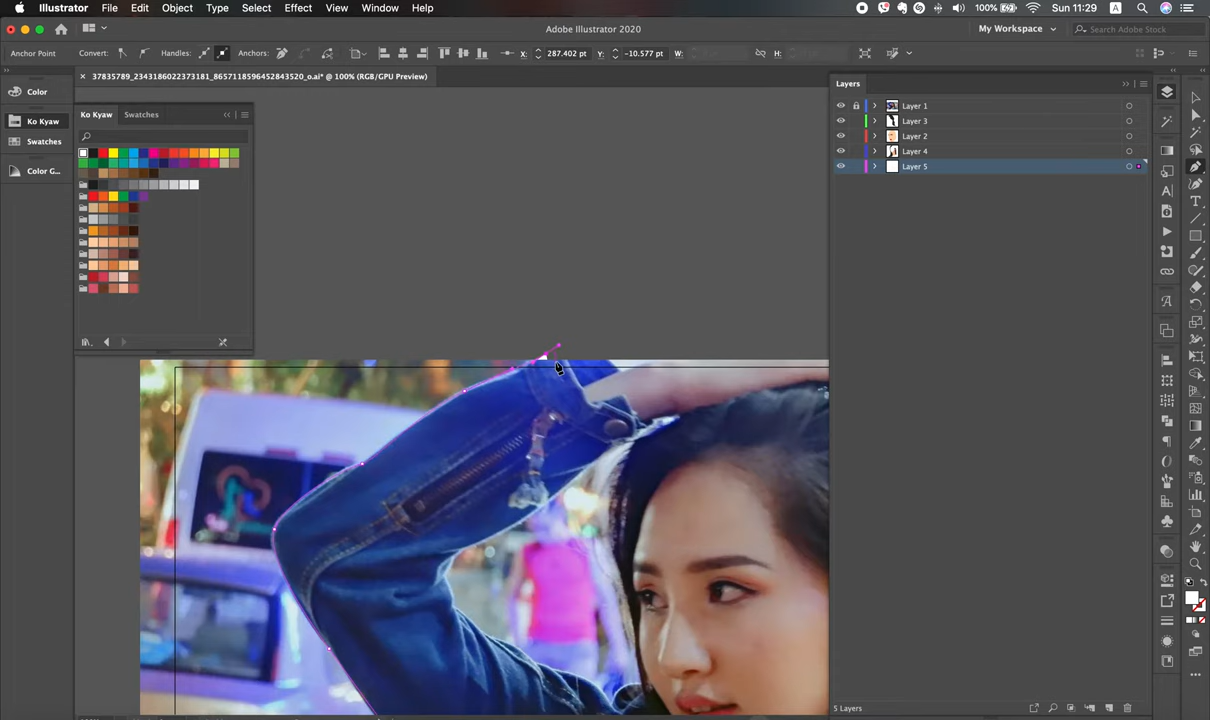 Illustrator File Edit Object Type Select Effect View Window Help 100% Sun 11:29 A
Adobe Illustrator 2020 My Workspace Search Adobe Stock
Anchor Point Convert: Handles: Anchors: X: 287.402 pt Y: -10.577 pt W: H:
37835789_2343186022373181_8657118596452843520_o.ai* @ 100% (RGB/GPU Preview)
Color
Ko Kyaw
Swatches
Color G...
Ko Kyaw Swatches
Layers
Layer 1
Layer 3
Layer 2
Layer 4
Layer 5
5 Layers